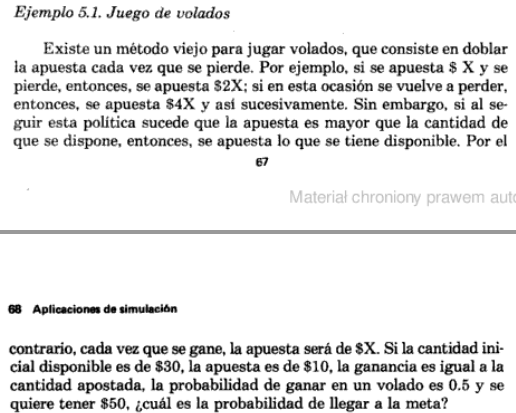 Ejemplo 5.1. Juego de volados
Existe un método viejo para jugar volados, que consiste en doblar
la apuesta cada vez que se pierde. Por ejemplo, si se apuesta $ X y se
pierde, entonces, se apuesta $2X; si en esta ocasión se vuelve a perder,
entonces, se apuesta $4X y así sucesivamente. Sin embargo, si al se-
guir esta política sucede que la apuesta es mayor que la cantidad de
que se dispone, entonces, se apuesta lo que se tiene disponible. Por el
67
Materiał chroniony prawem auto
68 Aplicaciones de simulación
contrario, cada vez que se gane, la apuesta será de $X. Si la cantidad ini-
cial disponible es de $30, la apuesta es de $10, la ganancia es igual a la
cantidad apostada, la probabilidad de ganar en un volado es 0.5 y se
quiere tener $50, ¿cuál es la probabilidad de llegar a la meta?